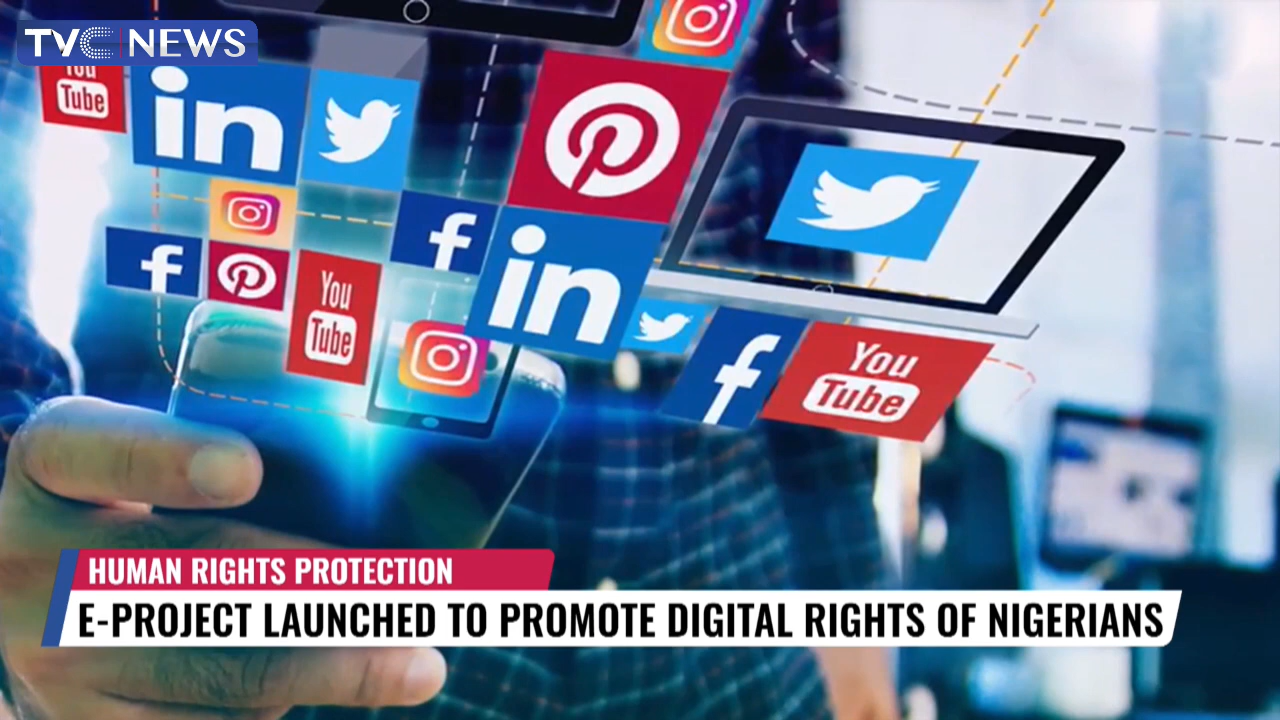 TVC NEWS
You
Tube
in
f
f
You
Tube
in
f
You
Tube
HUMAN RIGHTS PROTECTION
E-PROJECT LAUNCHED TO PROMOTE DIGITAL RIGHTS OF NIGERIANS